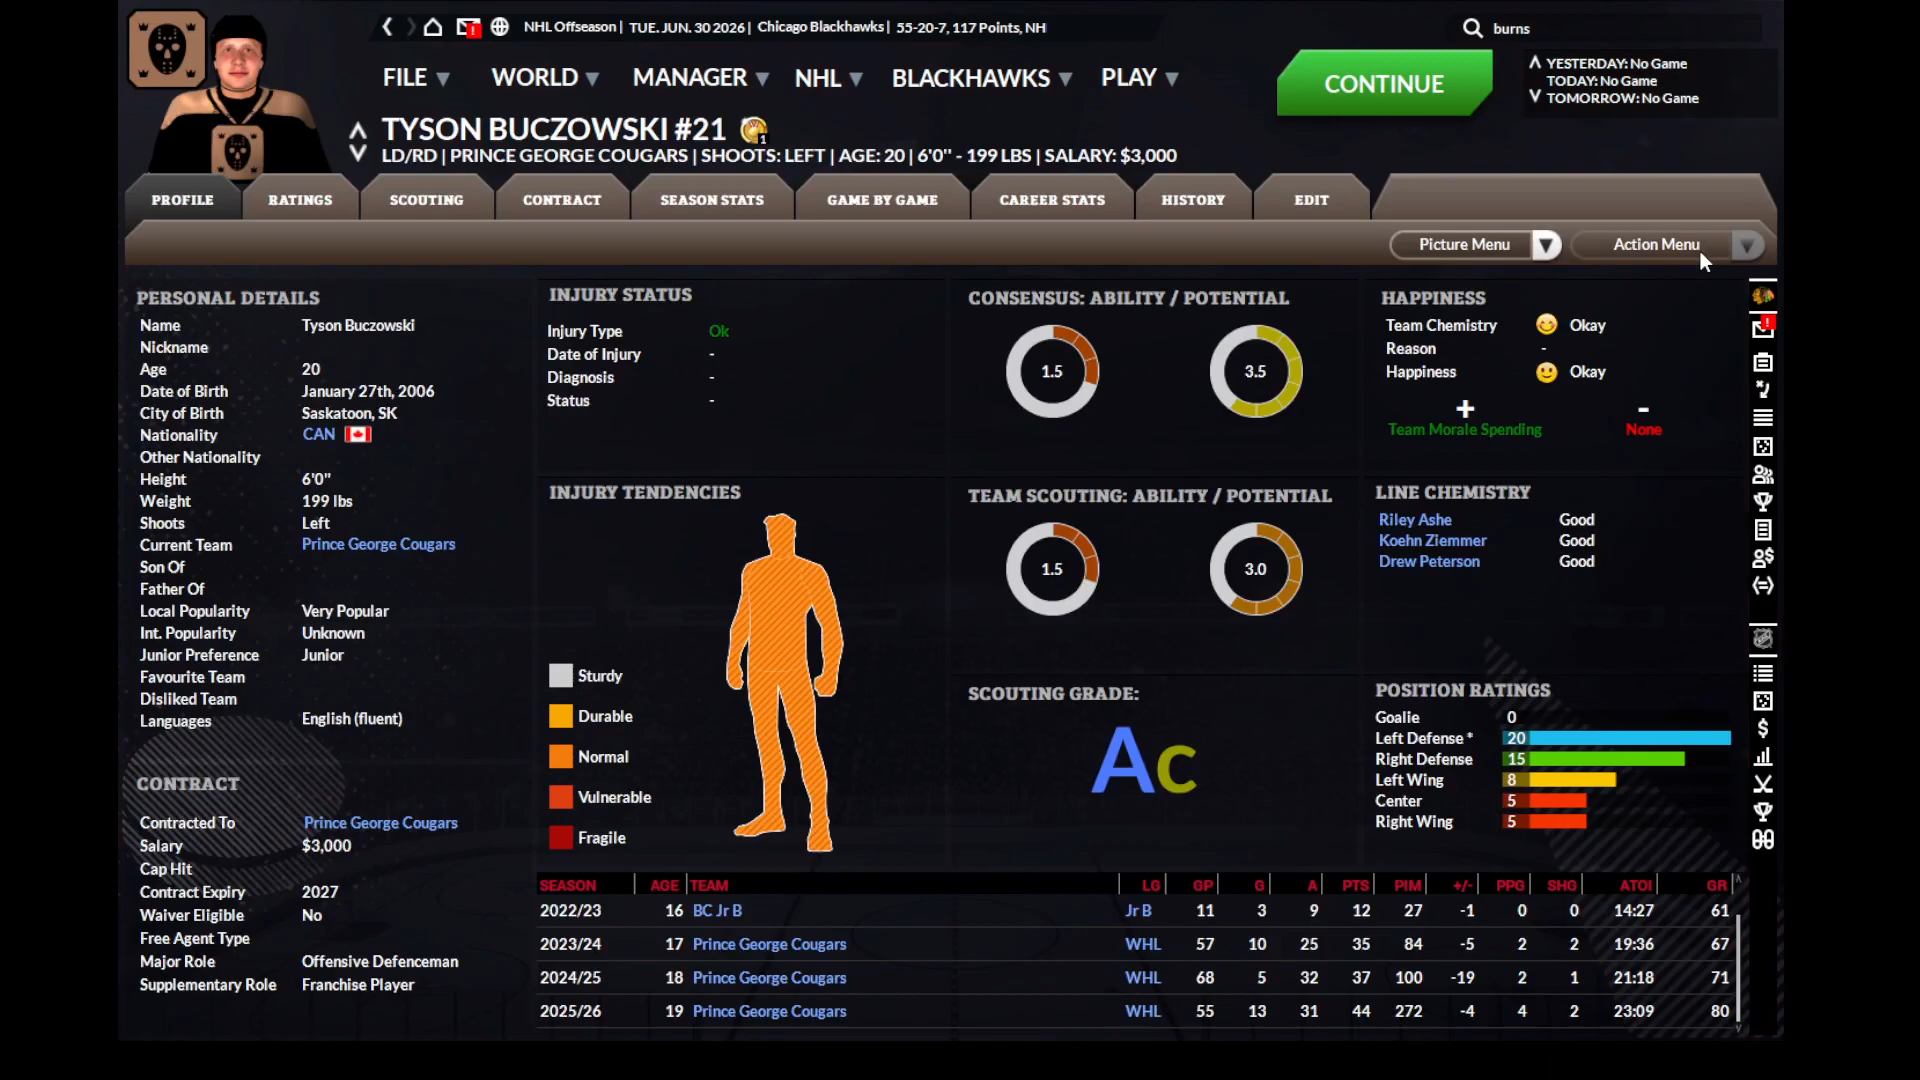 NHL Offseason | TUE. JUN. 30 2026 | Chicago Blackhawks | 55-20-7, 117 Points, NH
burns
FILE WORLD MANAGER NHL BLACKHAWKS PLAY
CONTINUE
YESTERDAY: No Game
TODAY: No Game
TOMORROW: No Game
TYSON BUCZOWSKI #21
1
LD/RD | PRINCE GEORGE COUGARS | SHOOTS: LEFT | AGE: 20 | 6'0" - 199 LBS | SALARY: $3,000
PROFILE RATINGS SCOUTING CONTRACT SEASON STATS GAME BY GAME CAREER STATS HISTORY EDIT
Picture Menu Action Menu
PERSONAL DETAILS
Name Tyson Buczowski
Nickname
Age 20
Date of Birth January 27th, 2006
City of Birth Saskatoon, SK
Nationality CAN
Other Nationality
Height 6'0"
Weight 199 lbs
Shoots Left
Current Team Prince George Cougars
Son Of
Father Of
Local Popularity Very Popular
Int. Popularity Unknown
Junior Preference Junior
Favourite Team
Disliked Team
Languages English (fluent)
CONTRACT
Contracted To Prince George Cougars
Salary $3,000
Cap Hit
Contract Expiry 2027
Waiver Eligible No
Free Agent Type
Major Role Offensive Defenceman
Supplementary Role Franchise Player
INJURY STATUS
Injury Type Ok
Date of Injury -
Diagnosis -
Status -
INJURY TENDENCIES
Sturdy
Durable
Normal
Vulnerable
Fragile
CONSENSUS: ABILITY / POTENTIAL
1.5 3.5
TEAM SCOUTING: ABILITY / POTENTIAL
1.5 3.0
SCOUTING GRADE:
Ac
HAPPINESS
Team Chemistry Okay
Reason -
Happiness Okay
+ -
Team Morale Spending None
LINE CHEMISTRY
Riley Ashe Good
Koehn Ziemmer Good
Drew Peterson Good
POSITION RATINGS
Goalie 0
Left Defense * 20
Right Defense 15
Left Wing 8
Center 5
Right Wing 5
SEASON AGE TEAM LG GP G A PTS PIM +/- PPG SHG ATOI GR
2022/23 16 BC Jr B Jr B 11 3 9 12 27 -1 0 0 14:27 61
2023/24 17 Prince George Cougars WHL 57 10 25 35 84 -5 2 2 19:36 67
2024/25 18 Prince George Cougars WHL 68 5 32 37 100 -19 2 1 21:18 71
2025/26 19 Prince George Cougars WHL 55 13 31 44 272 -4 4 2 23:09 80